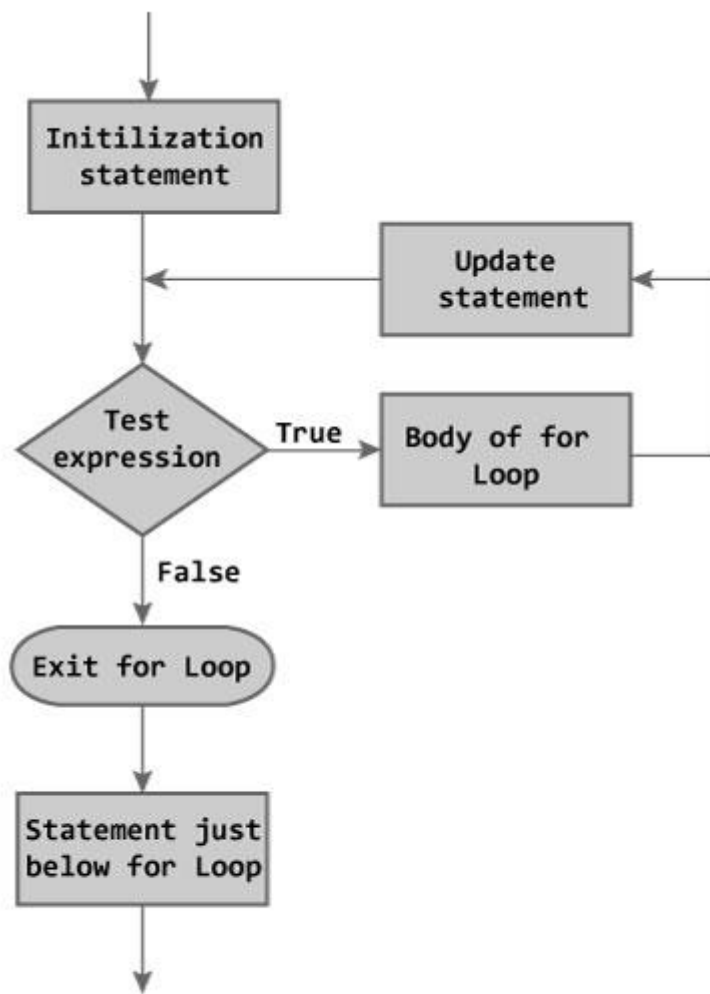 Initilization
statement
Update
statement
Test
expression
True
Body of for
Loop
False
Exit for Loop
Statement just
below for Loop